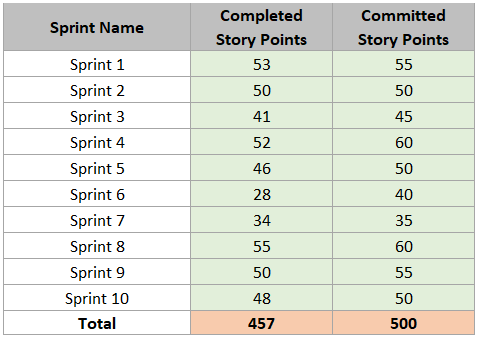 Sprint Name Completed Story Points Committed Story Points
Sprint 1 53 55
Sprint 2 50 50
Sprint 3 41 45
Sprint 4 52 60
Sprint 5 46 50
Sprint 6 28 40
Sprint 7 34 35
Sprint 8 55 60
Sprint 9 50 55
Sprint 10 48 50
Total 457 500